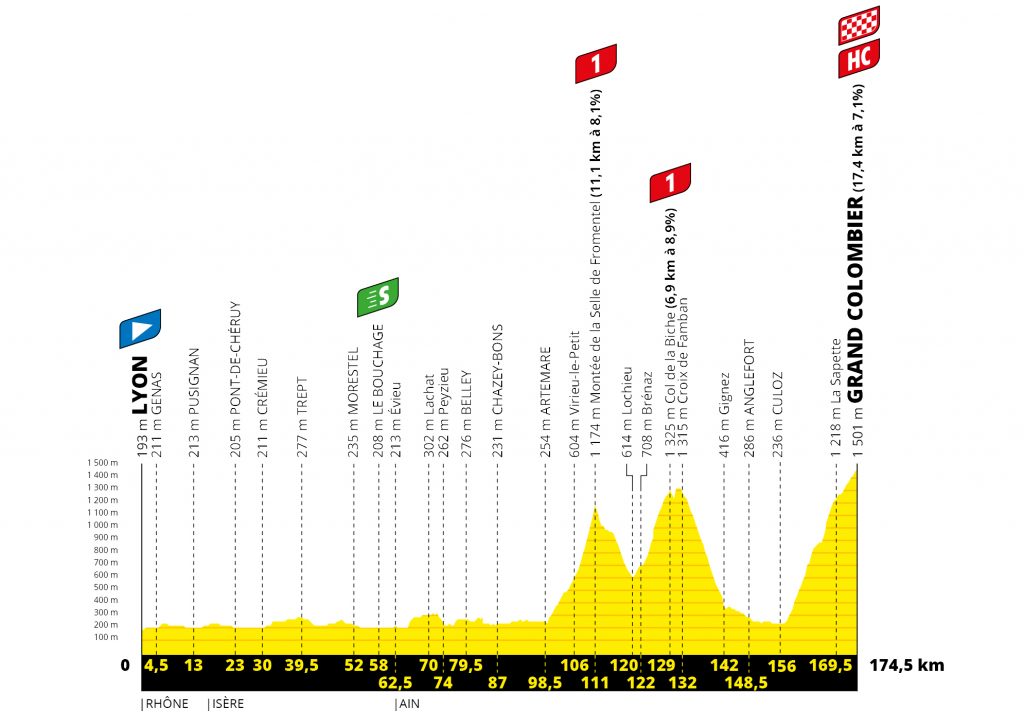 HC
1
1
S
193 m LYON
211 m GENAS
213 m PUSIGNAN
205 m PONT-DE-CHÉRUY
211 m CRÉMIEU
277 m TREPT
235 m MORESTEL
208 m LE BOUCHAGE
213 m Évieu
302 m Lachat
262 m Peyzieu
276 m BELLEY
231 m CHAZEY-BONS
254 m ARTEMARE
604 m Virieu-le-Petit
1 174 m Montée de la Selle de Fromentel (11,1 km à 8,1%)
614 m Lochieu
708 m Brénaz
1 325 m Col de la Biche (6,9 km à 8,9%)
1 315 m Croix de Famban
416 m Gignez
286 m ANGLEFORT
236 m CULOZ
1 218 m La Sapette
1 501 m GRAND COLOMBIER (17,4 km à 7,1%)
1 500 m
1 400 m
1 300 m
1 200 m
1 100 m
1 000 m
900 m
800 m
700 m
600 m
500 m
400 m
300 m
200 m
100 m
0 4,5 13 23 30 39,5 52 58 70 79,5 106 120 129 142 156 169,5 174,5 km
62,5 74 87 98,5 111 122 132 148,5
RHÔNE ISÈRE AIN